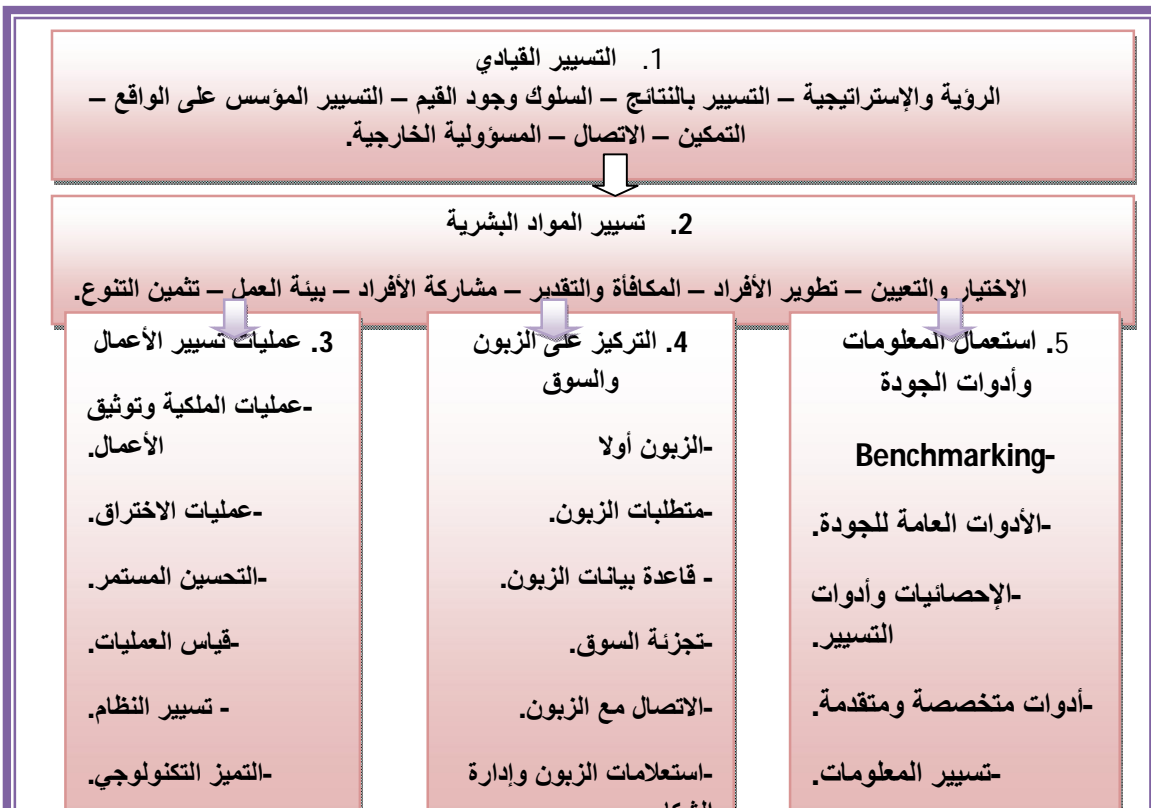 1. التسيير القيادي
الرؤية والإستراتيجية – التسيير بالنتائج – السلوك وجود القيم – التسيير المؤسس على الواقع –
التمكين – الاتصال – المسؤولية الخارجية.
2. تسيير المواد البشرية
الاختيار والتعيين – تطوير الأفراد – المكافأة والتقدير – مشاركة الأفراد – بيئة العمل – تثمين التنوع.
5. استعمال المعلومات
وأدوات الجودة
-Benchmarking
-الأدوات العامة للجودة.
-الإحصائيات وأدوات
التسيير.
-أدوات متخصصة ومتقدمة.
-تسيير المعلومات.
4. التركيز على الزبون
والسوق
-الزبون أولا
-متطلبات الزبون.
- قاعدة بيانات الزبون.
-تجزئة السوق.
-الاتصال مع الزبون.
-استعلامات الزبون وإدارة
3. عمليات تسيير الأعمال
-عمليات الملكية وتوثيق
الأعمال.
-عمليات الاختراق.
-التحسين المستمر.
-قياس العمليات.
- تسيير النظام.
-التميز التكنولوجي.